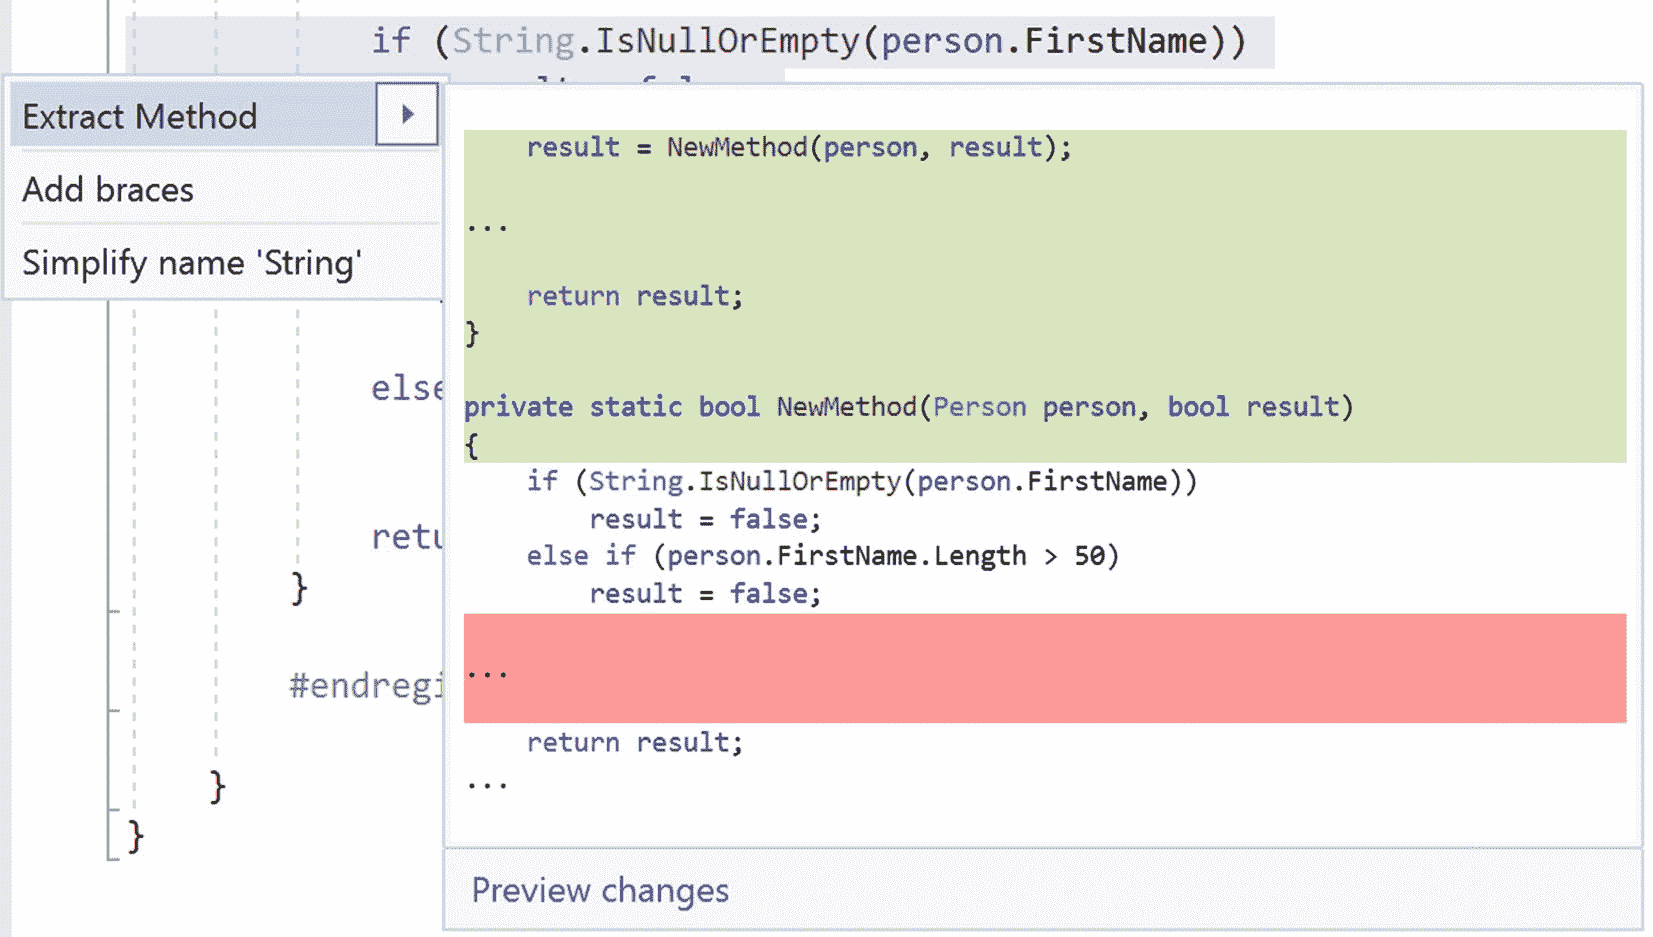 if (String.IsNullOrEmpty(person.FirstName))
Extract Method
Add braces
Simplify name 'String'
result = NewMethod(person, result);
...
return result;
}
private static bool NewMethod(Person person, bool result)
{
if (String.IsNullOrEmpty(person.FirstName))
result = false;
else if (person.FirstName.Length > 50)
result = false;
...
return result;
...
Preview changes
else
}
}
}